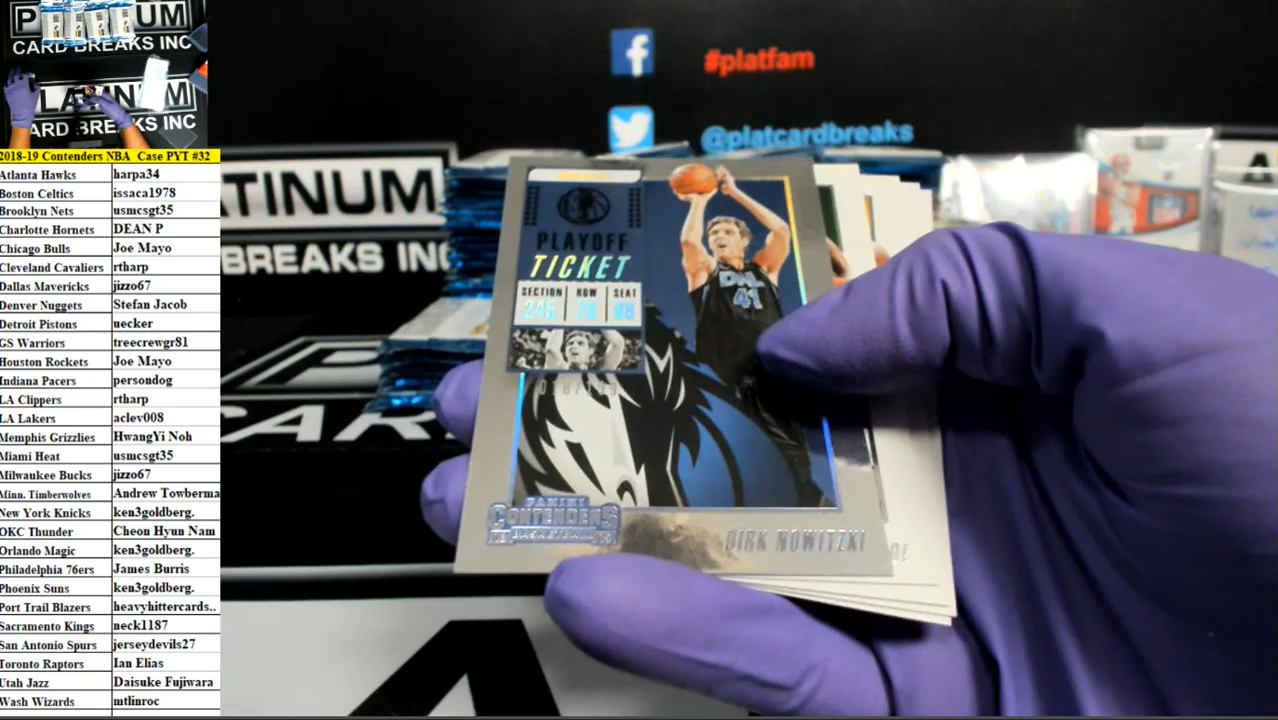 P UM
CARD BREAKS INC
PLATINUM
CARD BREAKS INC
#platfam
@platcardbreaks
2018-19 Contenders NBA Case PYT #32
Atlanta Hawks harpa34
Boston Celtics issaca1978
Brooklyn Nets usmcsgt35
Charlotte Hornets DEAN P
Chicago Bulls Joe Mayo
Cleveland Cavaliers rtharp
Dallas Mavericks jizzo67
Denver Nuggets Stefan Jacob
Detroit Pistons uecker
GS Warriors treecrewgr81
Houston Rockets Joe Mayo
Indiana Pacers persondog
LA Clippers rtharp
LA Lakers aclev008
Memphis Grizzlies HwangYi Noh
Miami Heat usmcsgt35
Milwaukee Bucks jizzo67
Minn. Timberwolves Andrew Towberma
New York Knicks ken3goldberg.
OKC Thunder Cheon Hyun Nam
Orlando Magic ken3goldberg.
Philadelphia 76ers James Burris
Phoenix Suns ken3goldberg.
Port Trail Blazers heavyhittercards..
Sacramento Kings neck1187
San Antonio Spurs jerseydevils27
Toronto Raptors Ian Elias
Utah Jazz Daisuke Fujiwara
Wash Wizards mtlinroc
TINUM
BREAKS INC
CAR
PLAYOFF
TICKET
SECTION ROW SEAT
DAL
41
PANINI
CONTENDERS
BASKETBALL
DIRK NOWITZKI